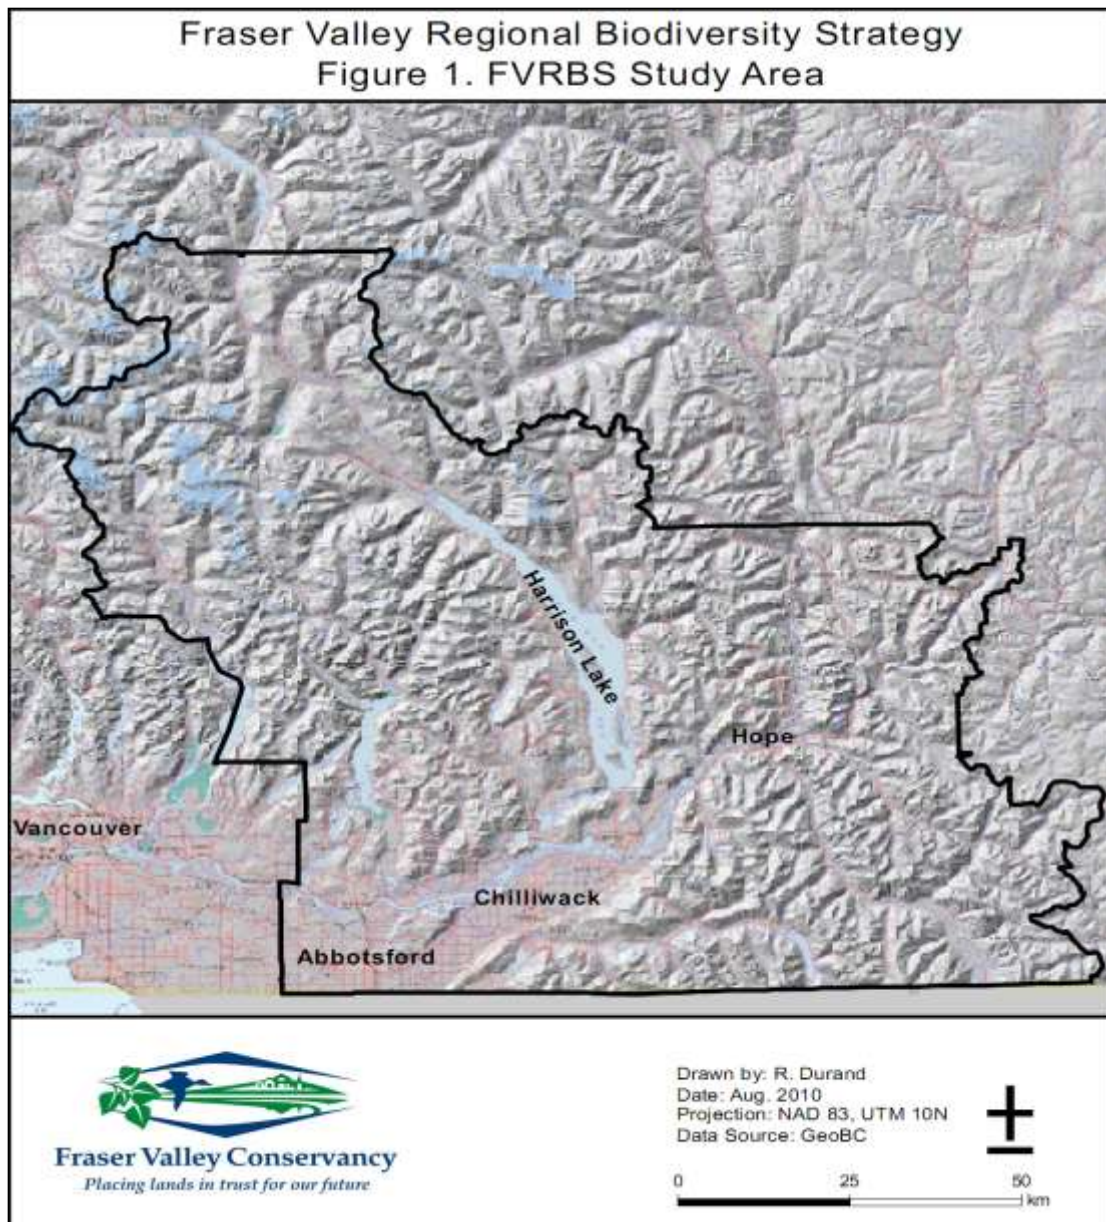 Fraser Valley Regional Biodiversity Strategy
Figure 1. FVRBS Study Area
Harrison Lake
Hope
Vancouver
Chilliwack
Abbotsford
Fraser Valley Conservancy
Placing lands in trust for our future
Drawn by: R. Durand
Date: Aug. 2010
Projection: NAD 83, UTM 10N
Data Source: GeoBC
0 25 50
km